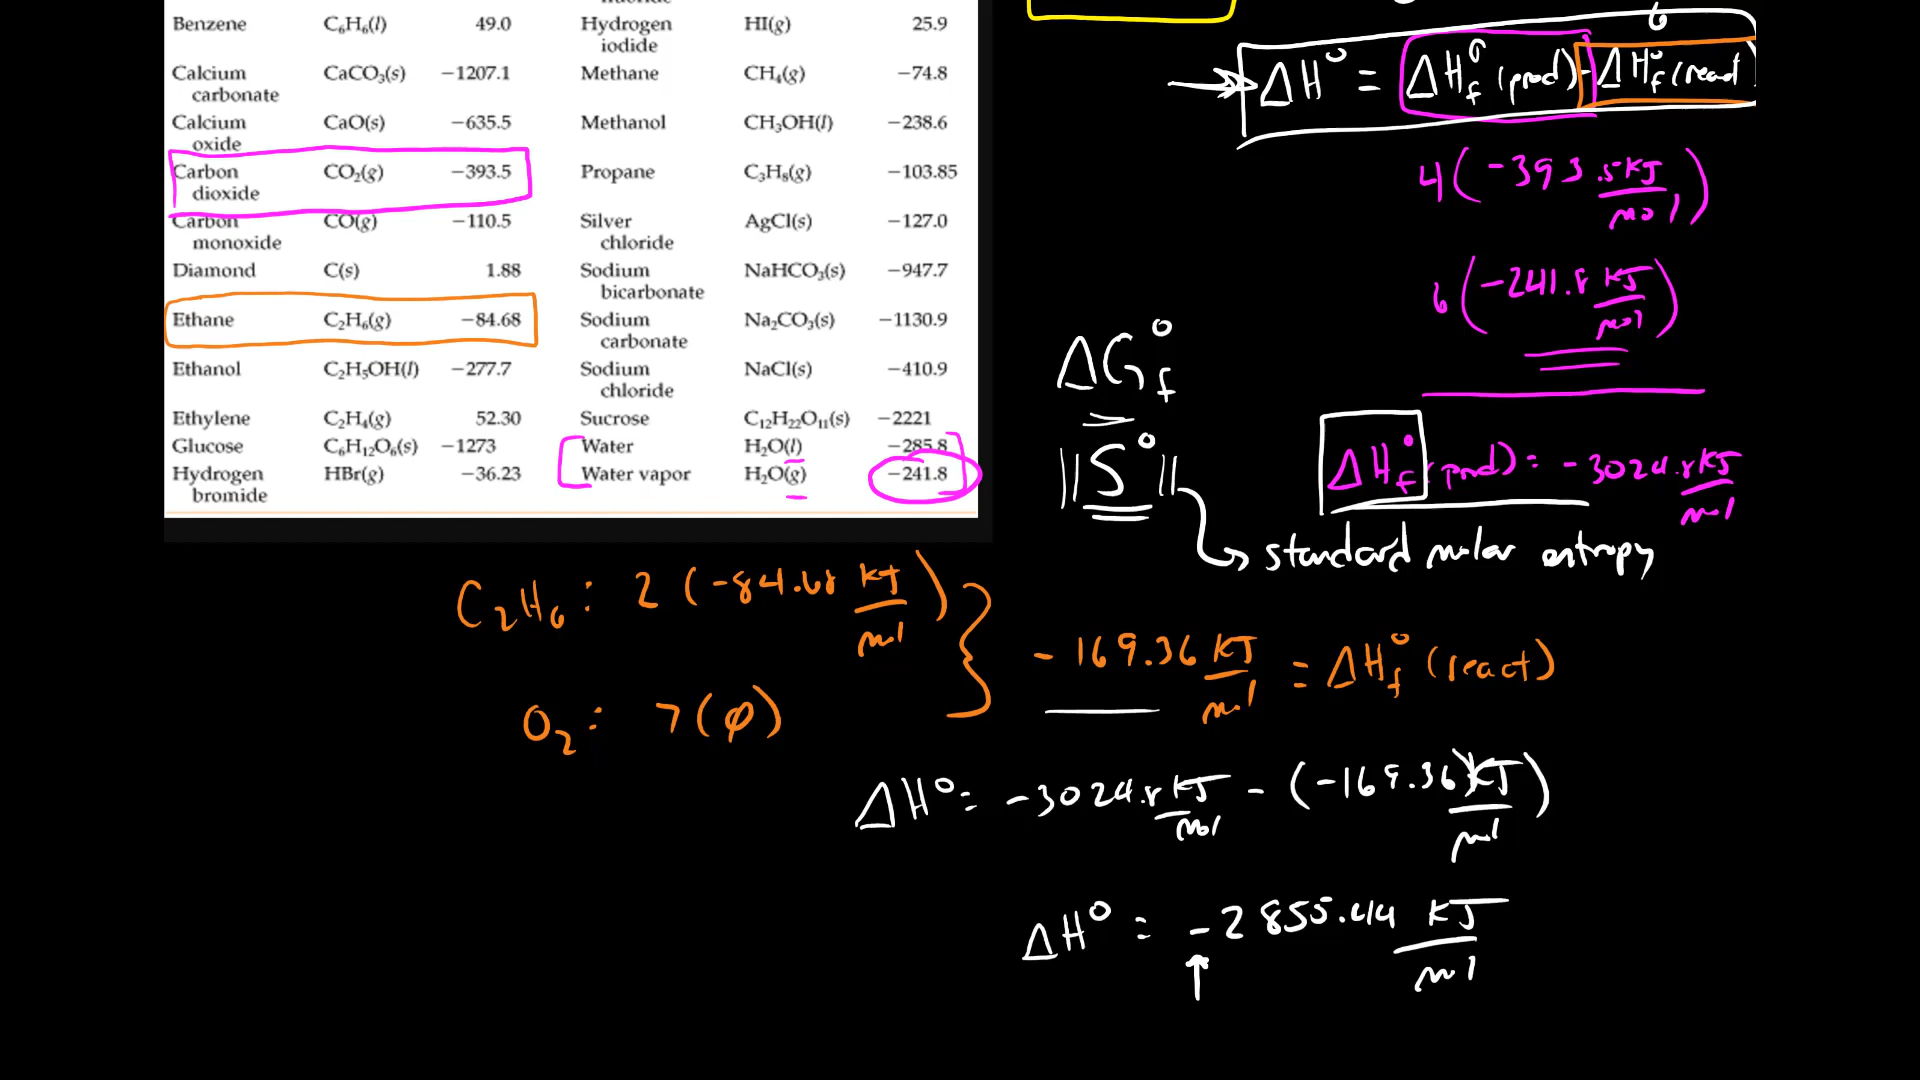 Benzene C₆H₆(l) 49.0 Hydrogen iodide HI(g) 25.9
Calcium carbonate CaCO₃(s) −1207.1 Methane CH₄(g) −74.8
Calcium oxide CaO(s) −635.5 Methanol CH₃OH(l) −238.6
Carbon dioxide CO₂(g) −393.5 Propane C₃H₈(g) −103.85
Carbon monoxide CO(g) −110.5 Silver chloride AgCl(s) −127.0
Diamond C(s) 1.88 Sodium bicarbonate NaHCO₃(s) −947.7
Ethane C₂H₆(g) −84.68 Sodium carbonate Na₂CO₃(s) −1130.9
Ethanol C₂H₅OH(l) −277.7 Sodium chloride NaCl(s) −410.9
Ethylene C₂H₄(g) 52.30 Sucrose C₁₂H₂₂O₁₁(s) −2221
Glucose C₆H₁₂O₆(s) −1273 Water H₂O(l) −285.8
Hydrogen bromide HBr(g) −36.23 Water vapor H₂O(g) −241.8
ΔH° = ΔHf°(prod) - ΔHf°(react)
4(-393.5 kJ/mol)
6(-241.8 kJ/mol)
ΔGf°
S°
ΔHf°(prod) = -3024.8 kJ/mol
standard molar entropy
C₂H₆: 2(-84.68 kJ/mol)
O₂: 7(φ)
-169.36 kJ/mol = ΔHf°(react)
ΔH° = -3024.8 kJ/mol - (-169.36 kJ/mol)
ΔH° = -2855.44 kJ/mol